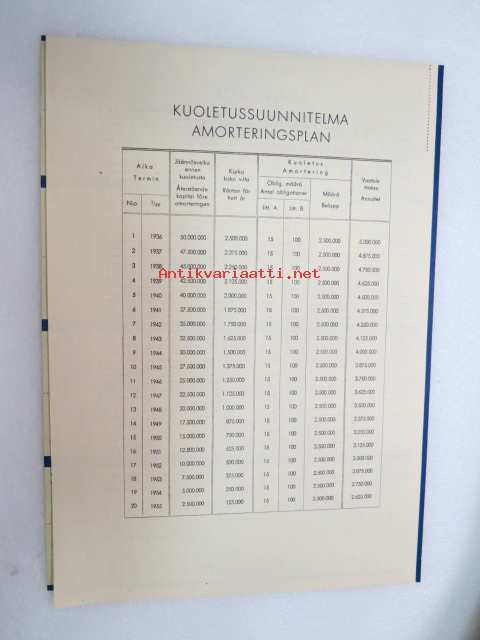 KUOLETUSSUUNNITELMA
AMORTERINGSPLAN
Aika
Termin
N:o
Jäännösvelka
ennen
kuoletusta
Återstående
kapital före
amorteringen
Korko
koko vlta
Räntan för
helt år
Kuoletus
Amortering
Oblig. määrä
Antal obligationer
Litt. A.
Litt. B.
Määrä
Belopp
Vuotuis-
maksu
Annuitet
1 1936 50.000.000 2.500.000 15 100 2.500.000 5.000.000
2 1937 47.500.000 2.375.000 15 100 2.500.000 4.875.000
3 1938 45.000.000 2.250.000 15 100 2.500.000 4.750.000
4 1939 42.500.000 2.125.000 15 100 2.500.000 4.625.000
5 1940 40.000.000 2.000.000 15 100 2.500.000 4.500.000
6 1941 37.500.000 1.875.000 15 100 2.500.000 4.375.000
7 1942 35.000.000 1.750.000 15 100 2.500.000 4.250.000
8 1943 32.500.000 1.625.000 15 100 2.500.000 4.125.000
9 1944 30.000.000 1.500.000 15 100 2.500.000 4.000.000
10 1945 27.500.000 1.375.000 15 100 2.500.000 3.875.000
11 1946 25.000.000 1.250.000 15 100 2.500.000 3.750.000
12 1947 22.500.000 1.125.000 15 100 2.500.000 3.625.000
13 1948 20.000.000 1.000.000 15 100 2.500.000 3.500.000
14 1949 17.500.000 875.000 15 100 2.500.000 3.375.000
15 1950 15.000.000 750.000 15 100 2.500.000 3.250.000
16 1951 12.500.000 625.000 15 100 2.500.000 3.125.000
17 1952 10.000.000 500.000 15 100 2.500.000 3.000.000
18 1953 7.500.000 375.000 15 100 2.500.000 2.875.000
19 1954 5.000.000 250.000 15 100 2.500.000 2.750.000
20 1955 2.500.000 125.000 15 100 2.500.000 2.625.000
Antikvariaatti.net